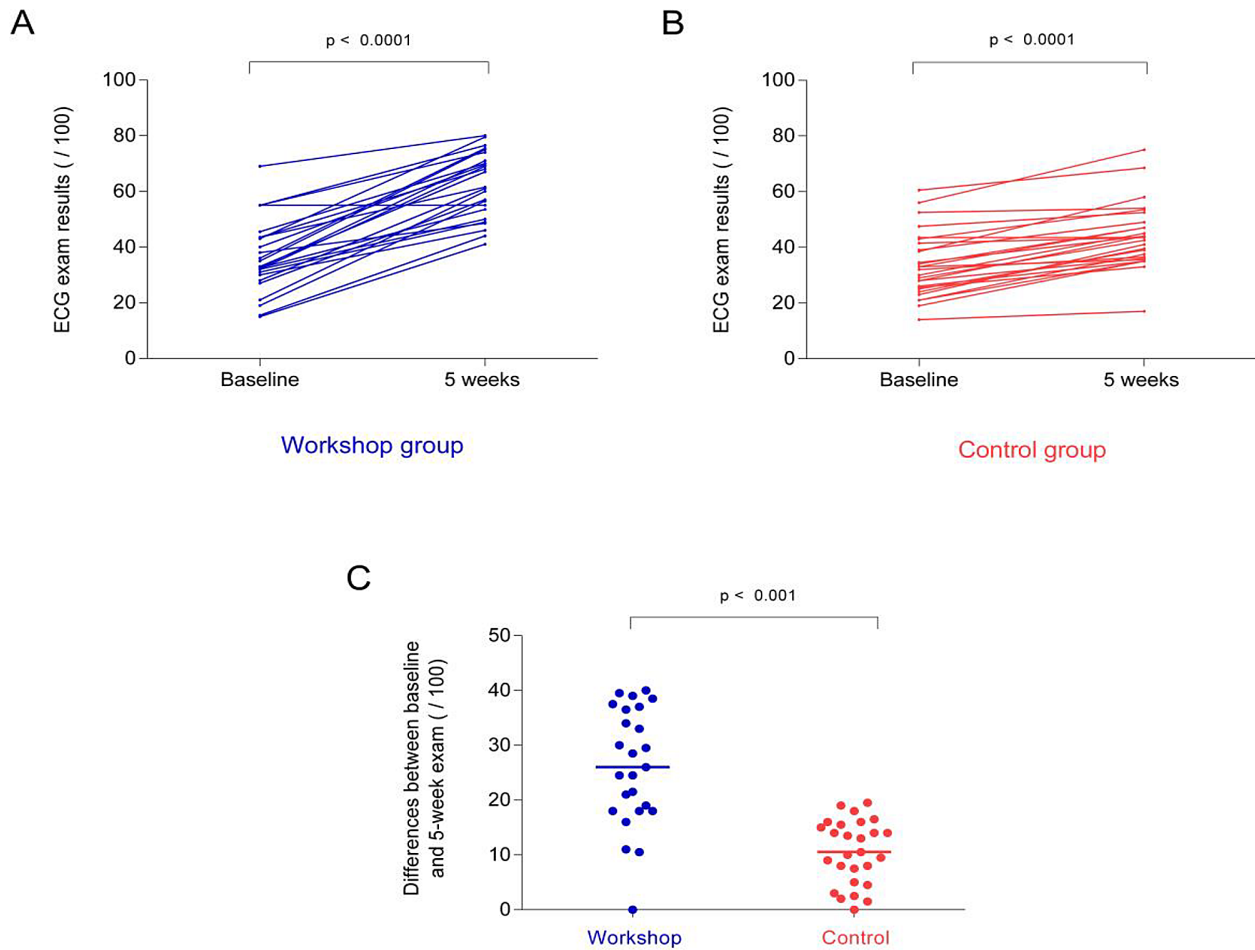 A
p < 0.0001
ECG exam results ( / 100)
100
80
60
40
20
0
Baseline
5 weeks
Workshop group
B
p < 0.0001
ECG exam results ( / 100)
100
80
60
40
20
0
Baseline
5 weeks
Control group
C
p < 0.001
Differences between baseline
and 5-week exam ( / 100)
50
40
30
20
10
0
Workshop
Control